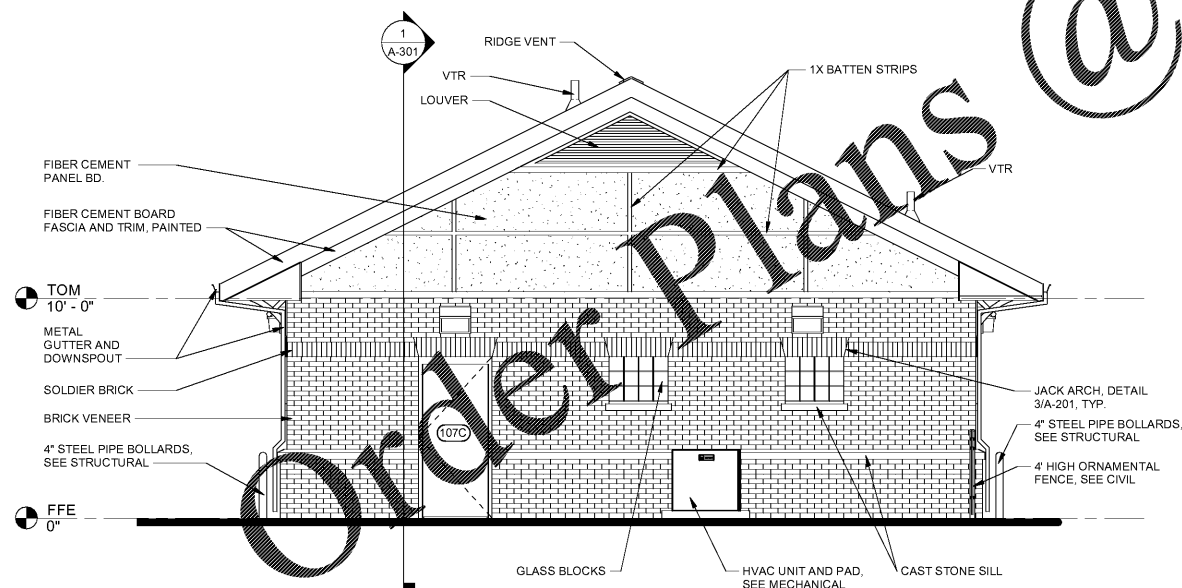 1
A-301
RIDGE VENT
VTR
LOUVER
1X BATTEN STRIPS
VTR
FIBER CEMENT
PANEL BD.
FIBER CEMENT BOARD
FASCIA AND TRIM, PAINTED
TOM
10' - 0"
METAL
GUTTER AND
DOWNSPOUT
SOLDIER BRICK
BRICK VENEER
4" STEEL PIPE BOLLARDS,
SEE STRUCTURAL
FFE
0"
107C
JACK ARCH, DETAIL
3/A-201, TYP.
4" STEEL PIPE BOLLARDS,
SEE STRUCTURAL
4' HIGH ORNAMENTAL
FENCE, SEE CIVIL
GLASS BLOCKS
HVAC UNIT AND PAD,
SEE MECHANICAL
CAST STONE SILL
Order Plans @